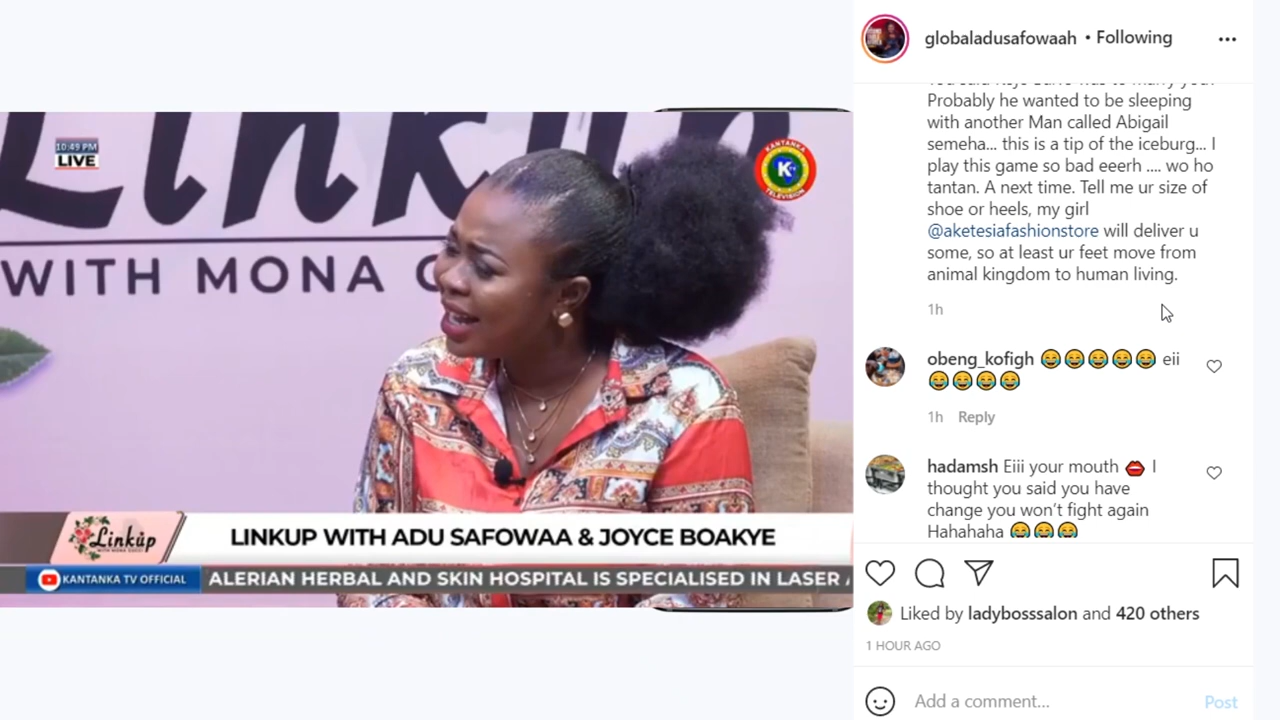 Linkup
WITH MONA G
10:49 PM
LIVE
KANTANKA
K
TELEVISION
Linkup
WITH MONA GUCCI
LINKUP WITH ADU SAFOWAA & JOYCE BOAKYE
KANTANKA TV OFFICIAL
ALERIAN HERBAL AND SKIN HOSPITAL IS SPECIALISED IN LASER
globaladusafowaah • Following
Probably he wanted to be sleeping
with another Man called Abigail
semeha... this is a tip of the iceburg... I
play this game so bad eeerh .... wo ho
tantan. A next time. Tell me ur size of
shoe or heels, my girl
@aketesiafashionstore will deliver u
some, so at least ur feet move from
animal kingdom to human living.
1h
obeng_kofigh 😂😂😂😂😂 eii
😂😂😂😂
1h Reply
hadamsh Eiii your mouth 👄 I
thought you said you have
change you won't fight again
Hahahaha 😂😂😂
Liked by ladybosssalon and 420 others
1 HOUR AGO
Add a comment...
Post